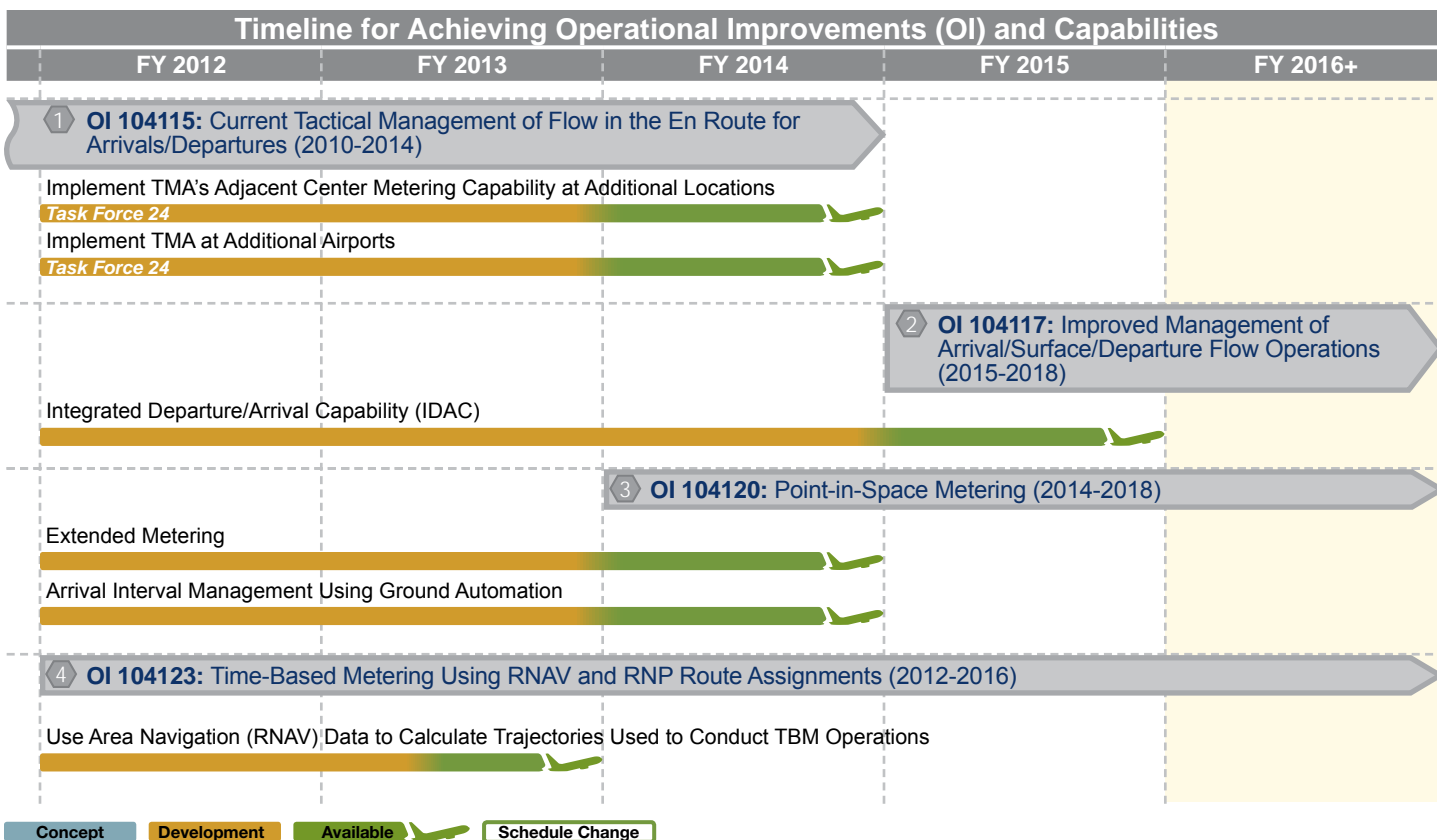 Timeline for Achieving Operational Improvements (OI) and Capabilities
FY 2012 FY 2013 FY 2014 FY 2015 FY 2016+
1 OI 104115: Current Tactical Management of Flow in the En Route for
Arrivals/Departures (2010-2014)
Implement TMA's Adjacent Center Metering Capability at Additional Locations
Task Force 24
Implement TMA at Additional Airports
Task Force 24
2 OI 104117: Improved Management of
Arrival/Surface/Departure Flow Operations
(2015-2018)
Integrated Departure/Arrival Capability (IDAC)
3 OI 104120: Point-in-Space Metering (2014-2018)
Extended Metering
Arrival Interval Management Using Ground Automation
4 OI 104123: Time-Based Metering Using RNAV and RNP Route Assignments (2012-2016)
Use Area Navigation (RNAV) Data to Calculate Trajectories Used to Conduct TBM Operations
Concept Development Available Schedule Change